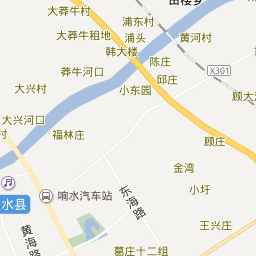 大莽牛村
浦东村
田楼乡
大莽牛租地
浦头
黄河村
韩大楼
陈庄
莽牛河口
邱庄
X301
大兴村
小东园
顾大
大兴河口
村
福林庄
顾庄
金湾
小圩
响水汽车站
水县
东海路
王兴庄
黄海路
葛庄十二组